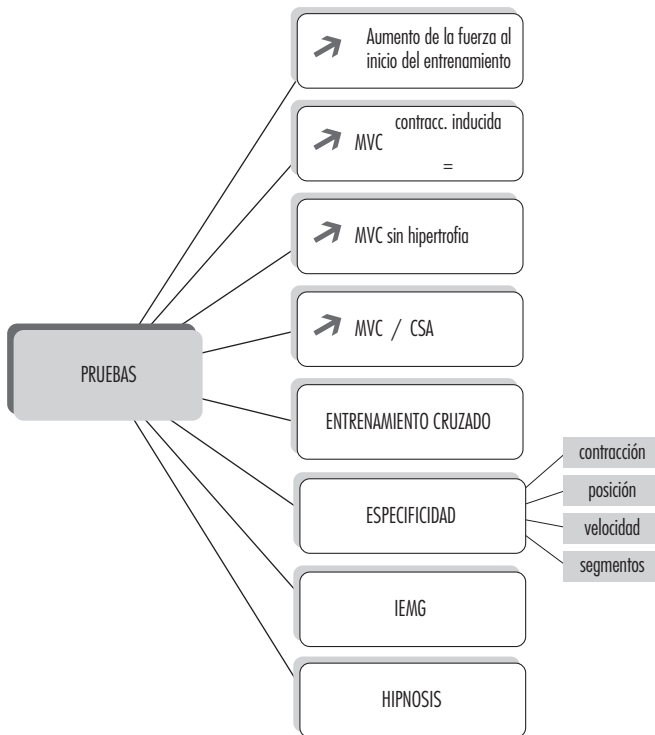 Aumento de la fuerza al
inicio del entrenamiento
contracc. inducida
MVC
=
MVC sin hipertrofia
MVC / CSA
PRUEBAS
ENTRENAMIENTO CRUZADO
ESPECIFICIDAD
contracción
posición
velocidad
segmentos
IEMG
HIPNOSIS